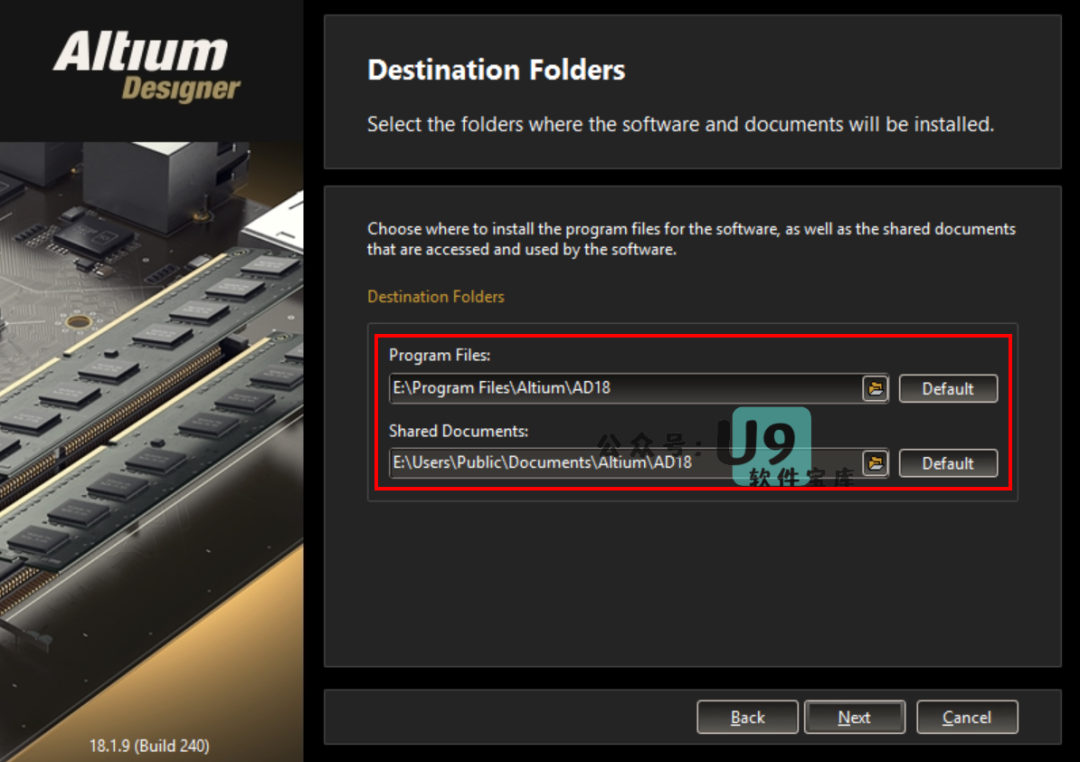 Altium
Designer
Destination Folders
Select the folders where the software and documents will be installed.
Choose where to install the program files for the software, as well as the shared documents
that are accessed and used by the software.
Destination Folders
Program Files:
E:\Program Files\Altium\AD18
Default
Shared Documents:
E:\Users\Public\Documents\Altium\AD18
Default
公众号：
U9
软件宝库
Back
Next
Cancel
18.1.9 (Build 240)